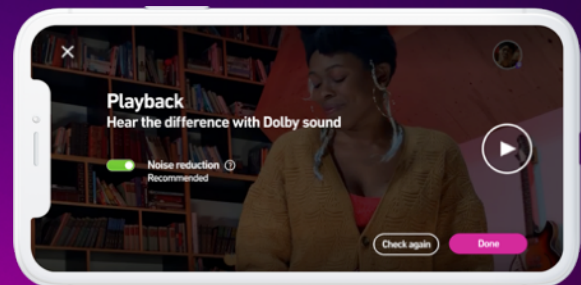 Playback
Hear the difference with Dolby sound
Noise reduction ?
Recommended
Check again
Done